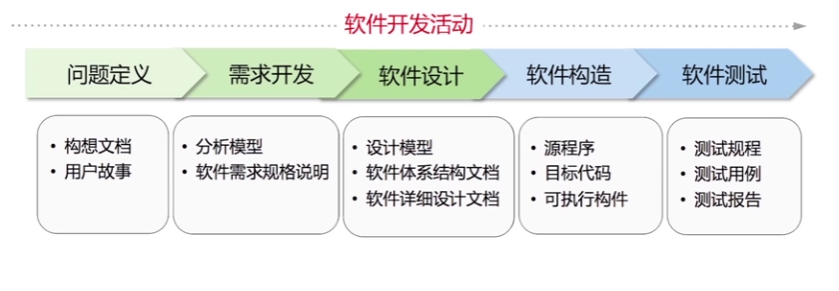 软件开发活动
问题定义
需求开发
软件设计
软件构造
软件测试
• 构想文档
• 用户故事
• 分析模型
• 软件需求规格说明
• 设计模型
• 软件体系结构文档
• 软件详细设计文档
• 源程序
• 目标代码
• 可执行构件
• 测试规程
• 测试用例
• 测试报告